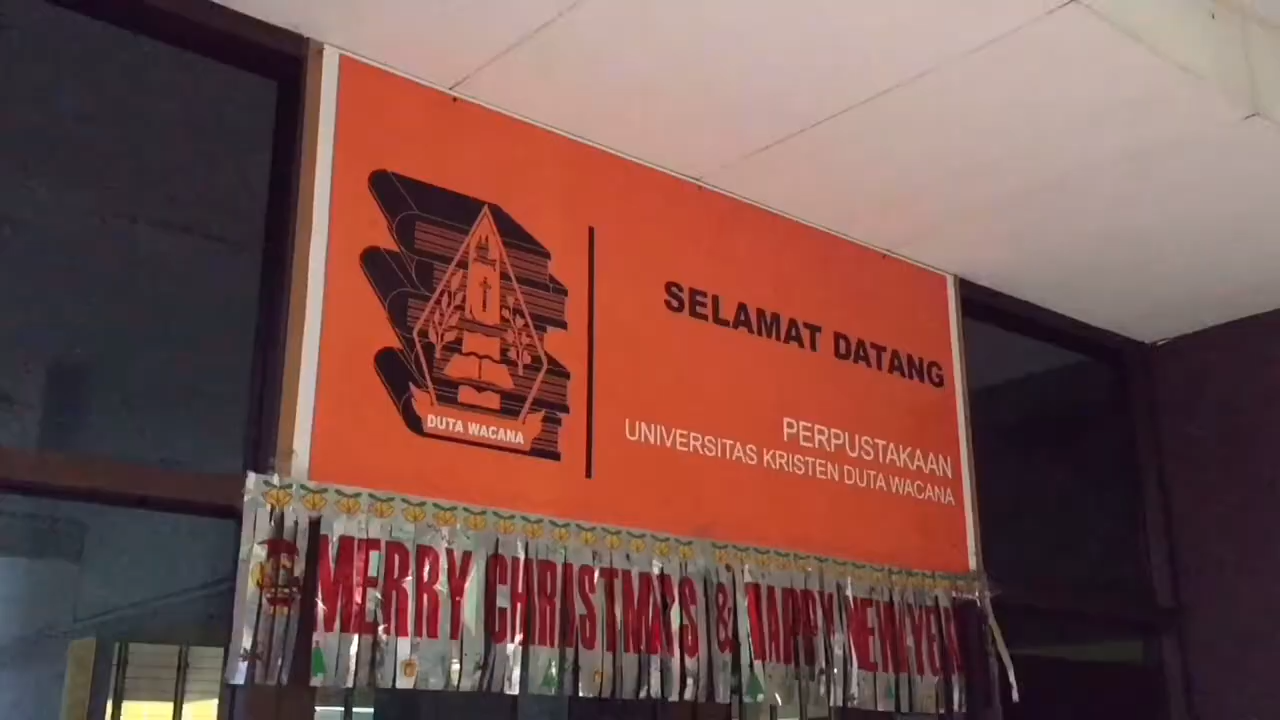 DUTA WACANA
SELAMAT DATANG
PERPUSTAKAAN
UNIVERSITAS KRISTEN DUTA WACANA
MERRY CHRISTMAS & HAPPY NEW YEAR